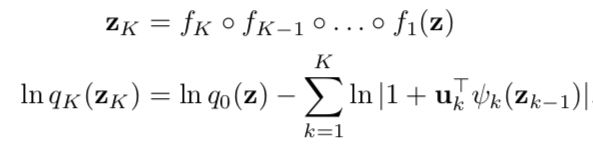 z_K = f_K ∘ f_{K−1} ∘ … ∘ f_1(z)
ln q_K(z_K) = ln q_0(z) − ∑_{k=1}^{K} ln |1 + u_k^⊤ ψ_k(z_{k−1})|.